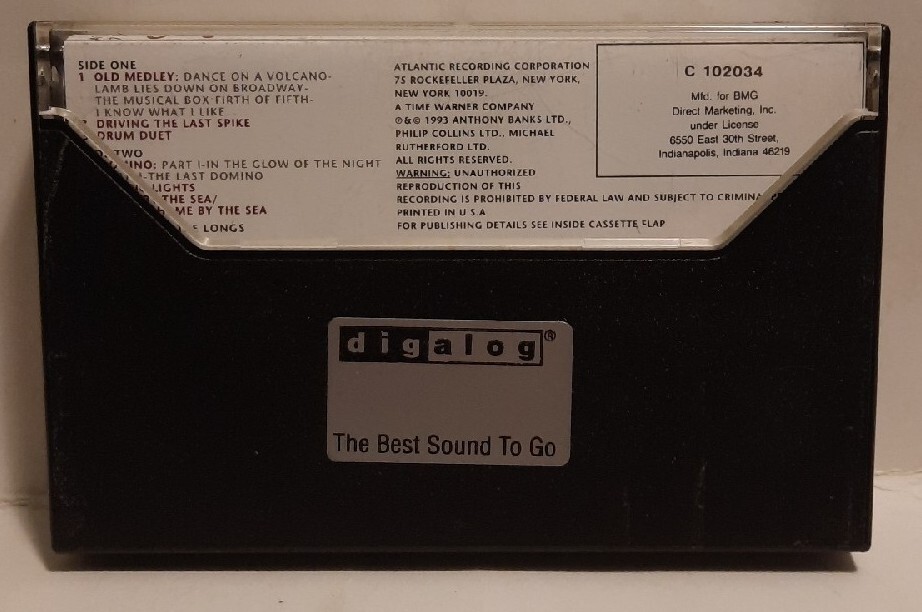 SIDE ONE
1 OLD MEDLEY: DANCE ON A VOLCANO-
LAMB LIES DOWN ON BROADWAY-
THE MUSICAL BOX-FIRTH OF FIFTH-
I KNOW WHAT I LIKE
DRIVING THE LAST SPIKE
DRUM DUET
TWO
PART I-IN THE GLOW OF THE NIGHT
-THE LAST DOMINO
LIGHTS
THE SEA/
ME BY THE SEA
LONGS
ATLANTIC RECORDING CORPORATION
75 ROCKEFELLER PLAZA, NEW YORK,
NEW YORK 10019.
A TIME WARNER COMPANY
℗&© 1993 ANTHONY BANKS LTD.,
PHILIP COLLINS LTD., MICHAEL
RUTHERFORD LTD.
ALL RIGHTS RESERVED.
WARNING: UNAUTHORIZED
REPRODUCTION OF THIS
RECORDING IS PROHIBITED BY FEDERAL LAW AND SUBJECT TO
PRINTED IN U S A
FOR PUBLISHING DETAILS SEE INSIDE CASSETTE FLAP
C 102034
Mfd. for BMG
Direct Marketing, Inc.
under License
6550 East 30th Street,
Indianapolis, Indiana 46219
digalog®
The Best Sound To Go